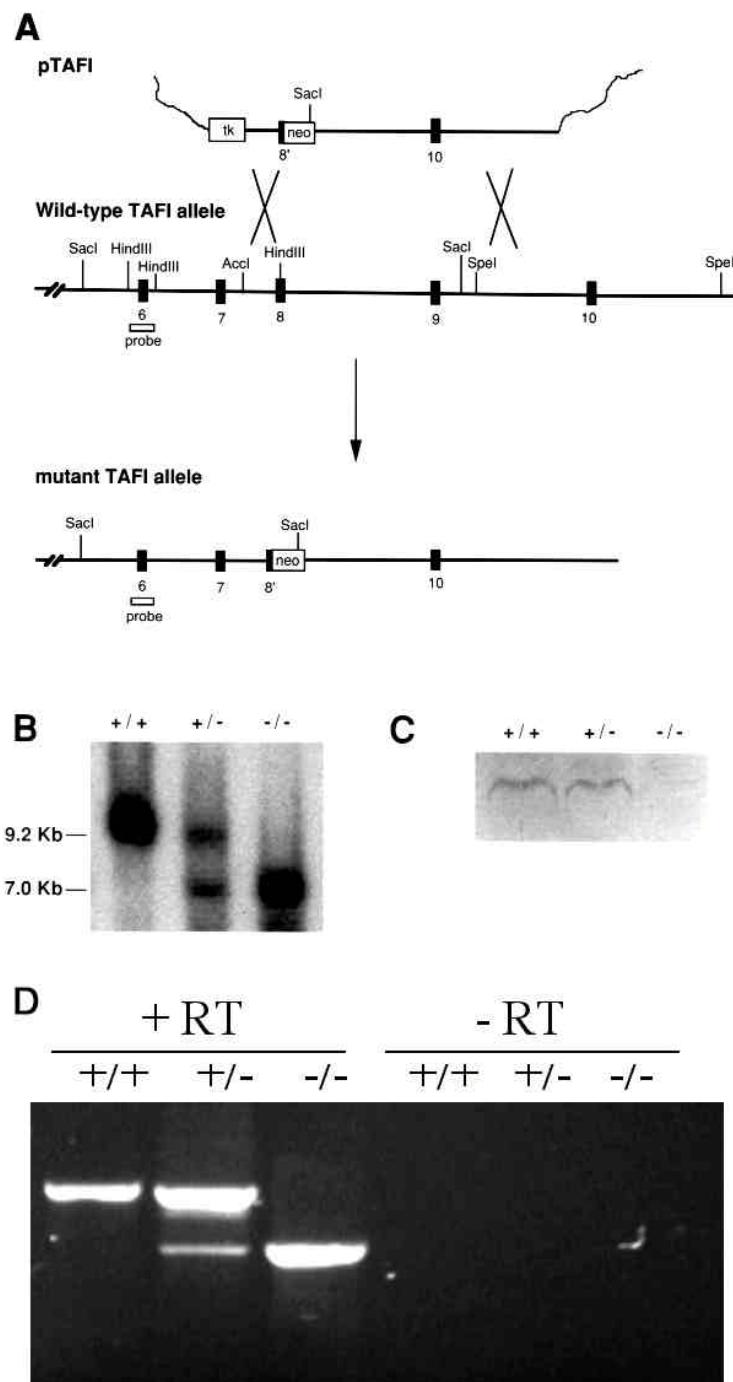 A
pTAFI
SacI
tk
neo
8'
10
Wild-type TAFI allele
SacI
HindIII
HindIII
AccI
HindIII
SacI
SpeI
SpeI
6
7
8
9
10
probe
mutant TAFI allele
SacI
SacI
neo
6
7
8'
10
probe
B
+/+ +/- -/-
9.2 Kb
7.0 Kb
C
+/+ +/- -/-
D
+ RT - RT
+/+ +/- -/- +/+ +/- -/-